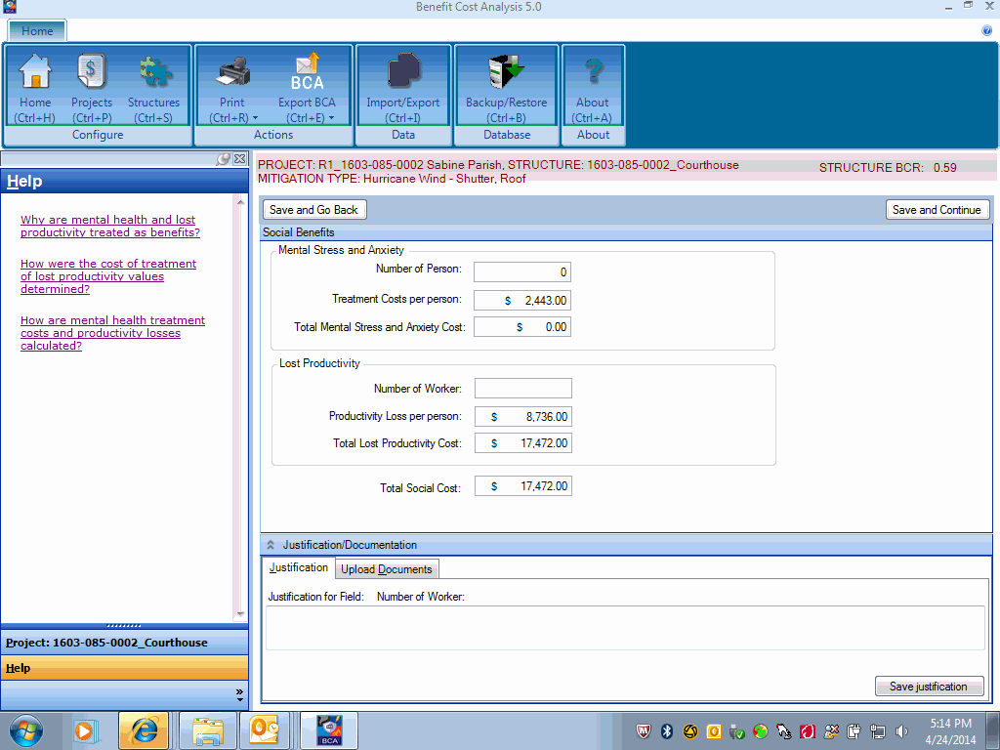 Benefit Cost Analysis 5.0
Home
Home
(Ctrl+H)
Projects
(Ctrl+P)
Structures
(Ctrl+S)
Configure
Print
(Ctrl+R)
BCA
Export BCA
(Ctrl+E)
Actions
Import/Export
(Ctrl+I)
Data
Backup/Restore
(Ctrl+B)
Database
About
(Ctrl+A)
About
Help
Why are mental health and lost
productivity treated as benefits?
How were the cost of treatment
of lost productivity values
determined?
How are mental health treatment
costs and productivity losses
calculated?
Project: 1603-085-0002_Courthouse
Help
PROJECT: R1_1603-085-0002 Sabine Parish, STRUCTURE: 1603-085-0002_Courthouse
MITIGATION TYPE: Hurricane Wind - Shutter, Roof
STRUCTURE BCR: 0.59
Save and Go Back
Save and Continue
Social Benefits
Mental Stress and Anxiety
Number of Person: 0
Treatment Costs per person: $ 2,443.00
Total Mental Stress and Anxiety Cost: $ 0.00
Lost Productivity
Number of Worker:
Productivity Loss per person: $ 8,736.00
Total Lost Productivity Cost: $ 17,472.00
Total Social Cost: $ 17,472.00
Justification/Documentation
Justification
Upload Documents
Justification for Field: Number of Worker:
Save justification
BCA
5:14 PM
4/24/2014